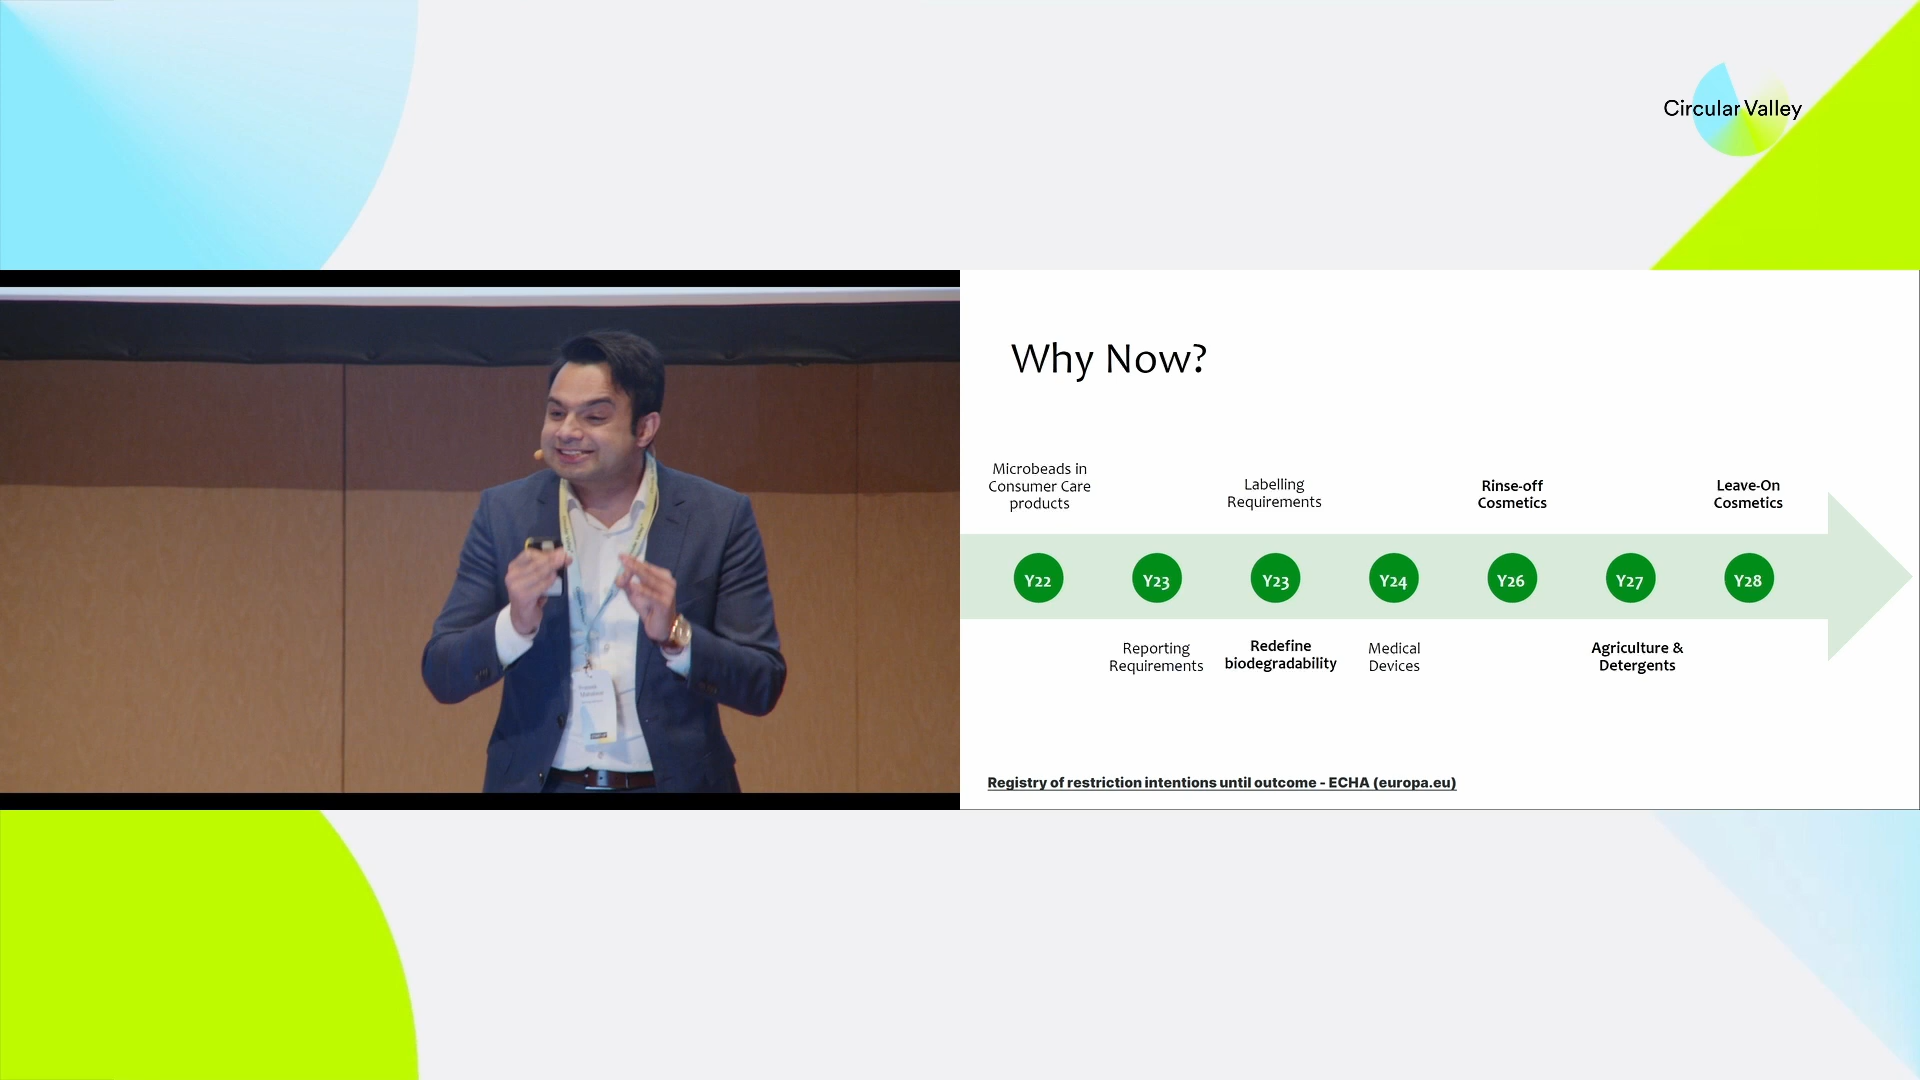 Circular Valley
Why Now?
Microbeads in
Consumer Care
products
Labelling
Requirements
Rinse-off
Cosmetics
Leave-On
Cosmetics
Y22
Y23
Y23
Y24
Y26
Y27
Y28
Reporting
Requirements
Redefine
biodegradability
Medical
Devices
Agriculture &
Detergents
Registry of restriction intentions until outcome - ECHA (europa.eu)